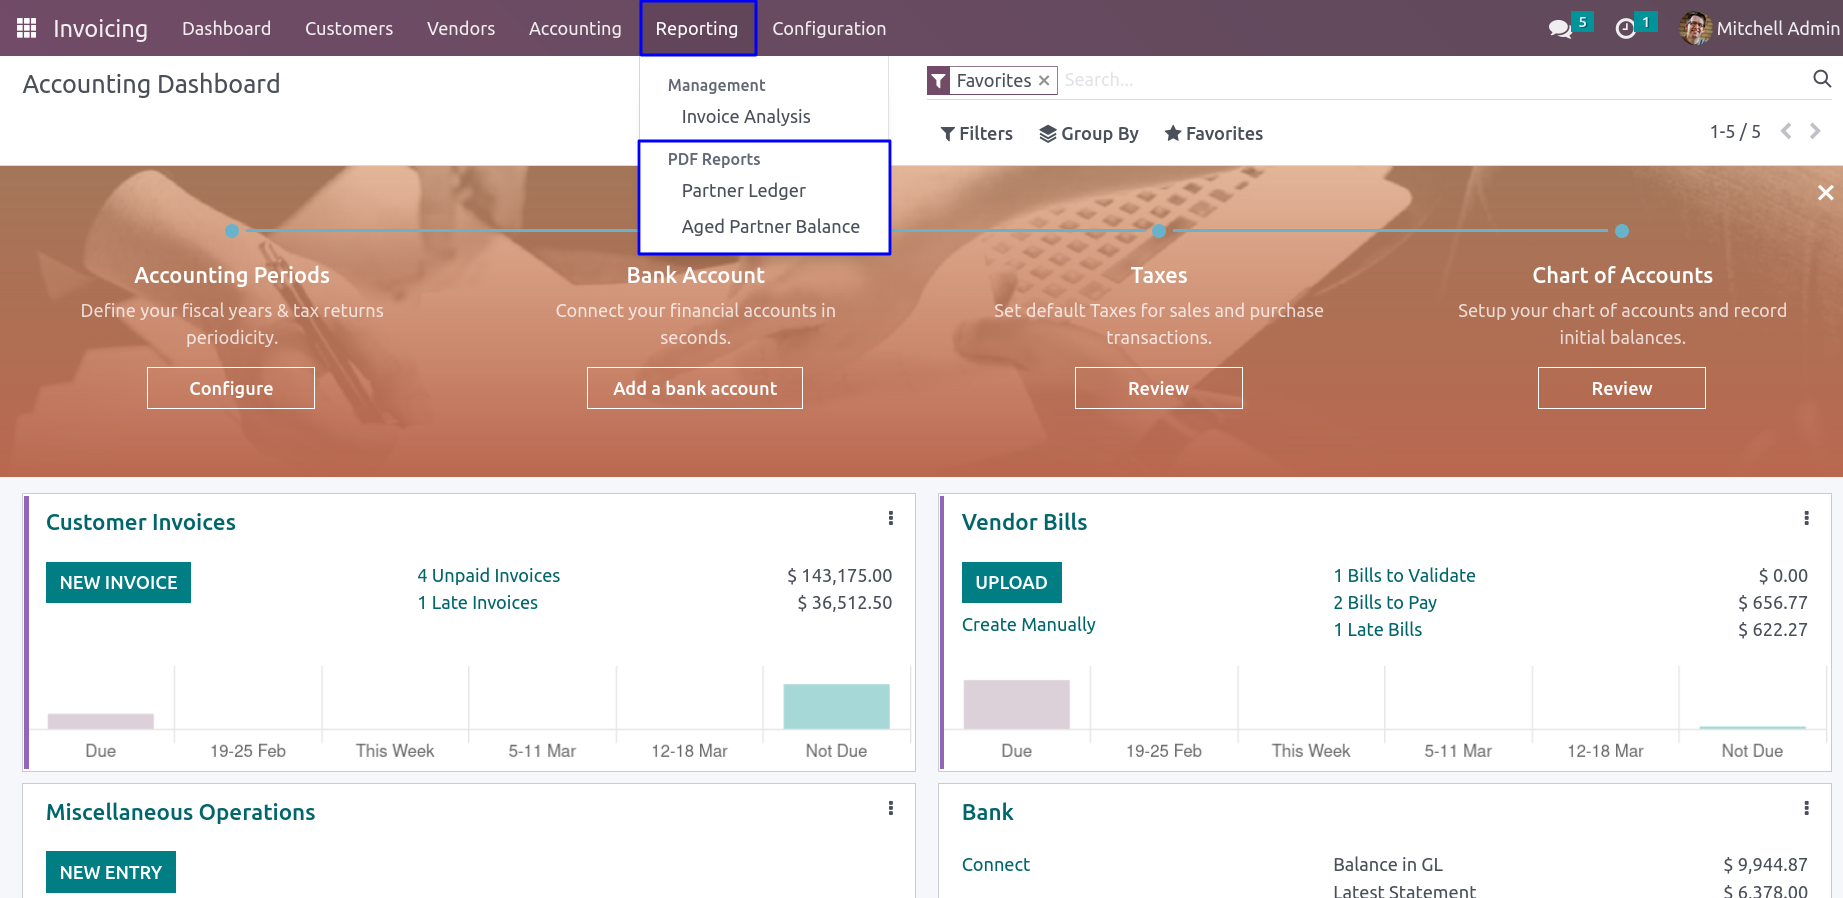 Invoicing Dashboard Customers Vendors Accounting Reporting Configuration 5 1 Mitchell Admin
Accounting Dashboard
Favorites × Search...
Filters Group By Favorites 1-5 / 5
Management
Invoice Analysis
PDF Reports
Partner Ledger
Aged Partner Balance
Accounting Periods
Define your fiscal years & tax returns
periodicity.
Configure
Bank Account
Connect your financial accounts in
seconds.
Add a bank account
Taxes
Set default Taxes for sales and purchase
transactions.
Review
Chart of Accounts
Setup your chart of accounts and record
initial balances.
Review
Customer Invoices
NEW INVOICE
4 Unpaid Invoices $ 143,175.00
1 Late Invoices $ 36,512.50
Due 19-25 Feb This Week 5-11 Mar 12-18 Mar Not Due
Vendor Bills
UPLOAD
Create Manually
1 Bills to Validate $ 0.00
2 Bills to Pay $ 656.77
1 Late Bills $ 622.27
Due 19-25 Feb This Week 5-11 Mar 12-18 Mar Not Due
Miscellaneous Operations
NEW ENTRY
Bank
Connect
Balance in GL $ 9,944.87
Latest Statement $ 6,378.00